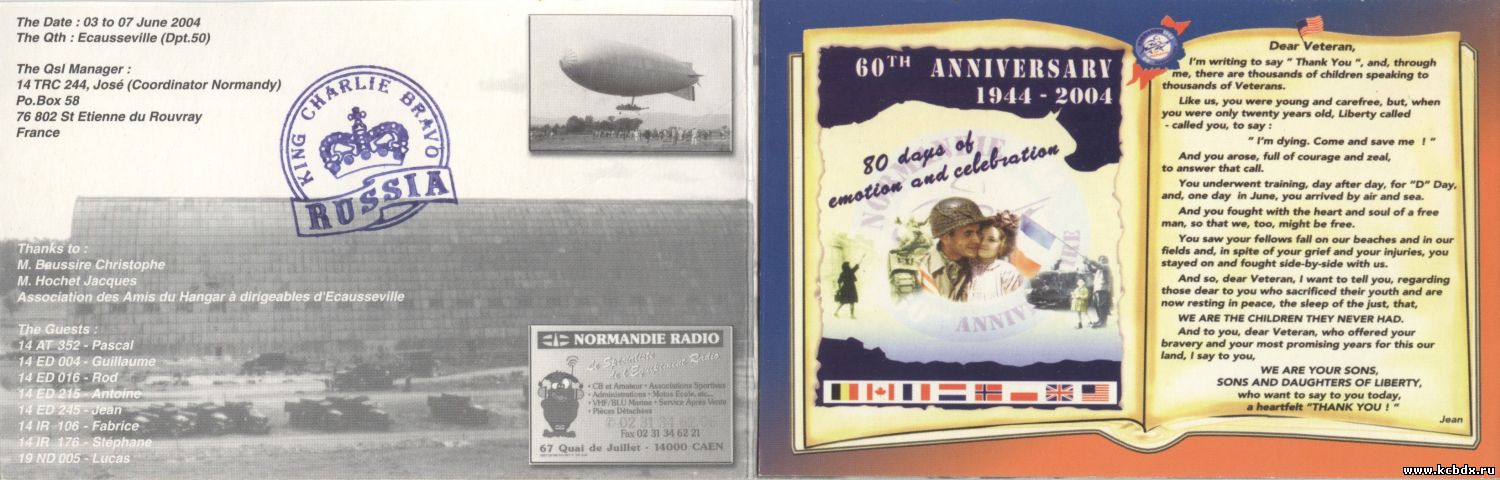 The Date : 03 to 07 June 2004
The Qth : Ecausseville (Dpt.50)
The Qsl Manager :
14 TRC 244, José (Coordinator Normandy)
Po.Box 58
76 802 St Etienne du Rouvray
France
KING CHARLIE BRAVO
RUSSIA
Thanks to :
M. Baussire Christophe
M. Hochet Jacques
Association des Amis du Hangar à dirigeables d'Ecausseville
The Guests :
14 AT 352 - Pascal
14 ED 004 - Guillaume
14 ED 016 - Rod
14 ED 215 - Antoine
14 ED 245 - Jean
14 IR 106 - Fabrice
14 IR 176 - Stéphane
19 ND 005 - Lucas
NORMANDIE RADIO
Le Spécialiste
de l'Equipement Radio
• CB et Amateur • Associations Sportives
• Administrations • Motos Ecole, etc...
• VHF/BLU Marine • Service Après Vente
• Pièces Détachées
✆ 02 31
Fax 02 31 34 62 21
67 Quai de Juillet - 14000 CAEN
60TH ANNIVERSARY
1944 - 2004
80 days of
emotion and celebration
NORMANDIE
ANNIV
Dear Veteran,
I'm writing to say " Thank You ", and, through
me, there are thousands of children speaking to
thousands of Veterans.
Like us, you were young and carefree, but, when
you were only twenty years old, Liberty called
- called you, to say :
" I'm dying. Come and save me ! "
And you arose, full of courage and zeal,
to answer that call.
You underwent training, day after day, for "D" Day,
and, one day in June, you arrived by air and sea.
And you fought with the heart and soul of a free
man, so that we, too, might be free.
You saw your fellows fall on our beaches and in our
fields and, in spite of your grief and your injuries, you
stayed on and fought side-by-side with us.
And so, dear Veteran, I want to tell you, regarding
those dear to you who sacrificed their youth and are
now resting in peace, the sleep of the just, that,
WE ARE THE CHILDREN THEY NEVER HAD.
And to you, dear Veteran, who offered your
bravery and your most promising years for this our
land, I say to you,
WE ARE YOUR SONS,
SONS AND DAUGHTERS OF LIBERTY,
who want to say to you today,
a heartfelt "THANK YOU ! "
Jean
www.kcbdx.ru